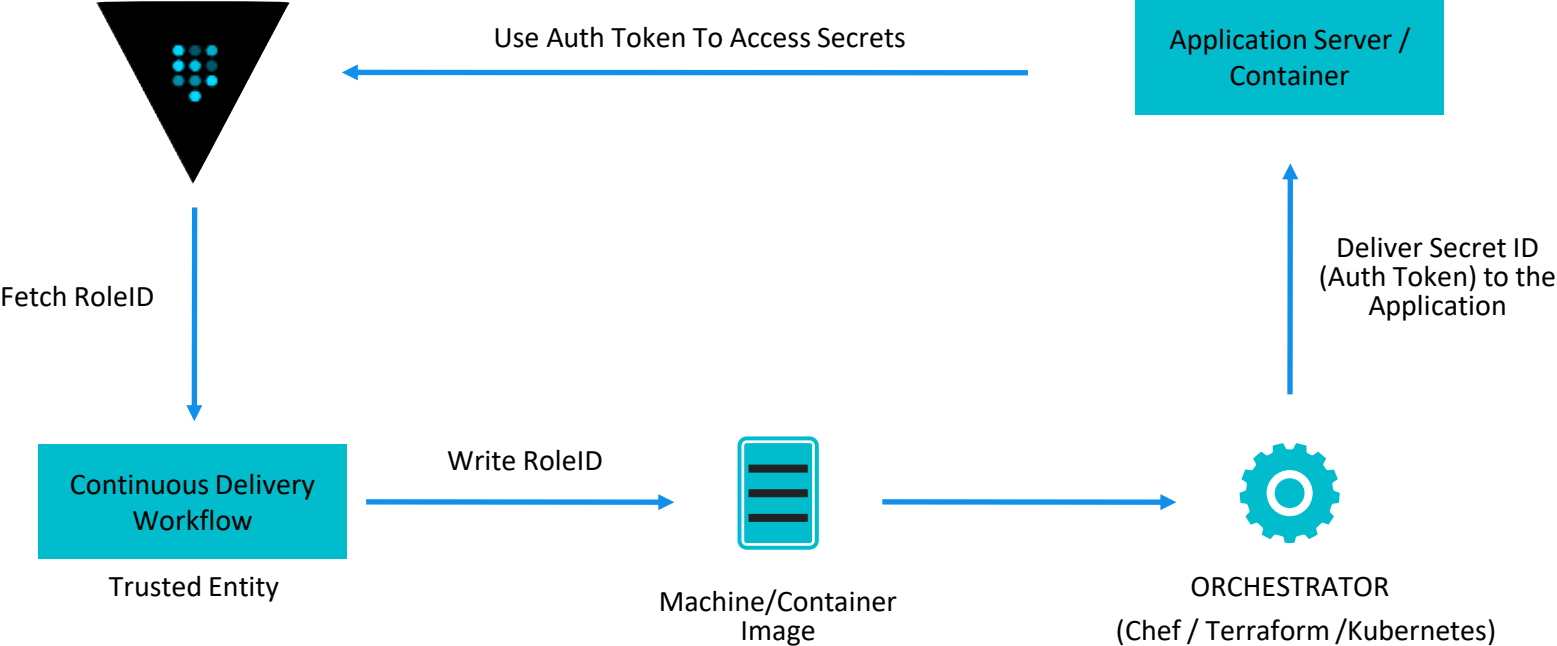 Use Auth Token To Access Secrets
Application Server /
Container
Fetch RoleID
Deliver Secret ID
(Auth Token) to the
Application
Continuous Delivery
Workflow
Trusted Entity
Write RoleID
Machine/Container
Image
ORCHESTRATOR
(Chef / Terraform /Kubernetes)